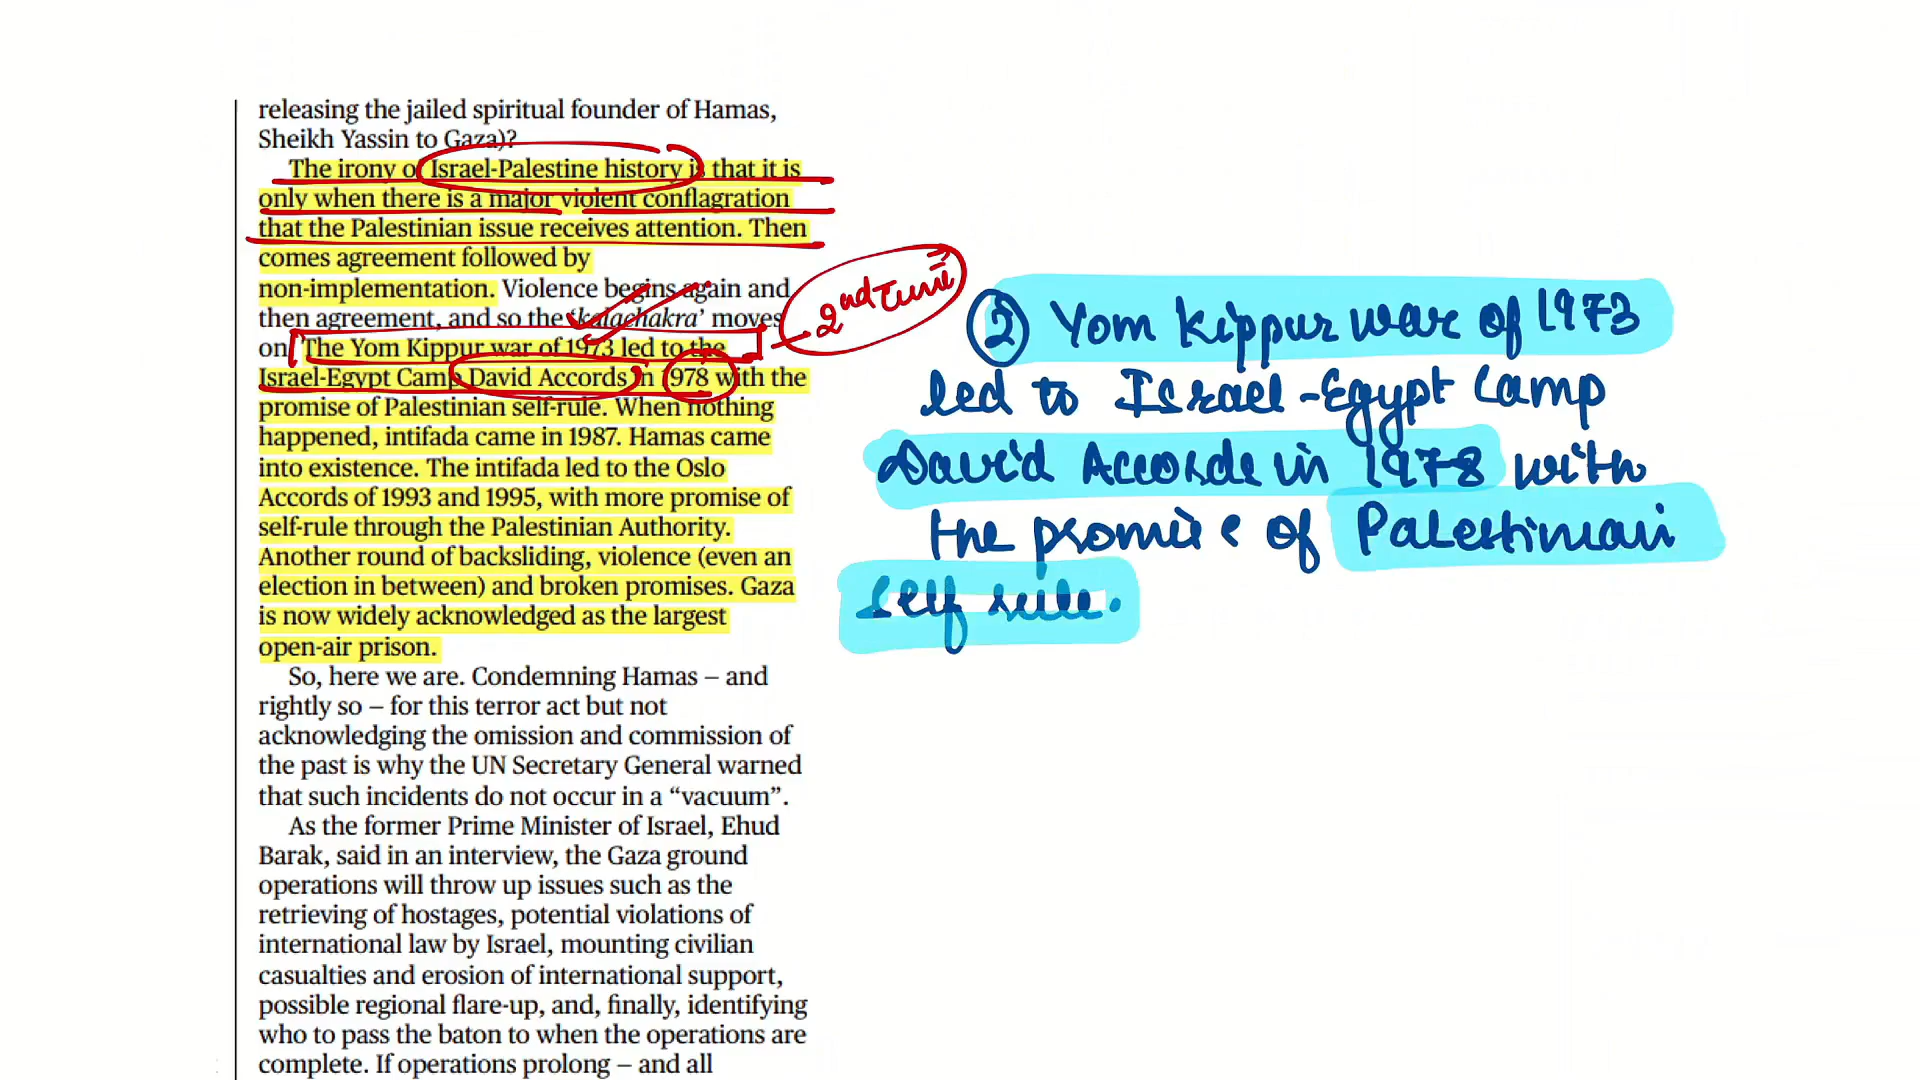 releasing the jailed spiritual founder of Hamas,
Sheikh Yassin to Gaza)?
The irony of Israel-Palestine history is that it is
only when there is a major violent conflagration
that the Palestinian issue receives attention. Then
comes agreement followed by
non-implementation. Violence begins again and
then agreement, and so the ‘kalachakra’ moves
on. The Yom Kippur war of 1973 led to the
Israel-Egypt Camp David Accords in 1978 with the
promise of Palestinian self-rule. When nothing
happened, intifada came in 1987. Hamas came
into existence. The intifada led to the Oslo
Accords of 1993 and 1995, with more promise of
self-rule through the Palestinian Authority.
Another round of backsliding, violence (even an
election in between) and broken promises. Gaza
is now widely acknowledged as the largest
open-air prison.
So, here we are. Condemning Hamas – and
rightly so – for this terror act but not
acknowledging the omission and commission of
the past is why the UN Secretary General warned
that such incidents do not occur in a “vacuum”.
As the former Prime Minister of Israel, Ehud
Barak, said in an interview, the Gaza ground
operations will throw up issues such as the
retrieving of hostages, potential violations of
international law by Israel, mounting civilian
casualties and erosion of international support,
possible regional flare-up, and, finally, identifying
who to pass the baton to when the operations are
complete. If operations prolong – and all
2nd Time
② Yom Kippur war of 1973
led to Israel-Egypt Camp
David Accords in 1978 with
the promise of Palestinian
self rule.